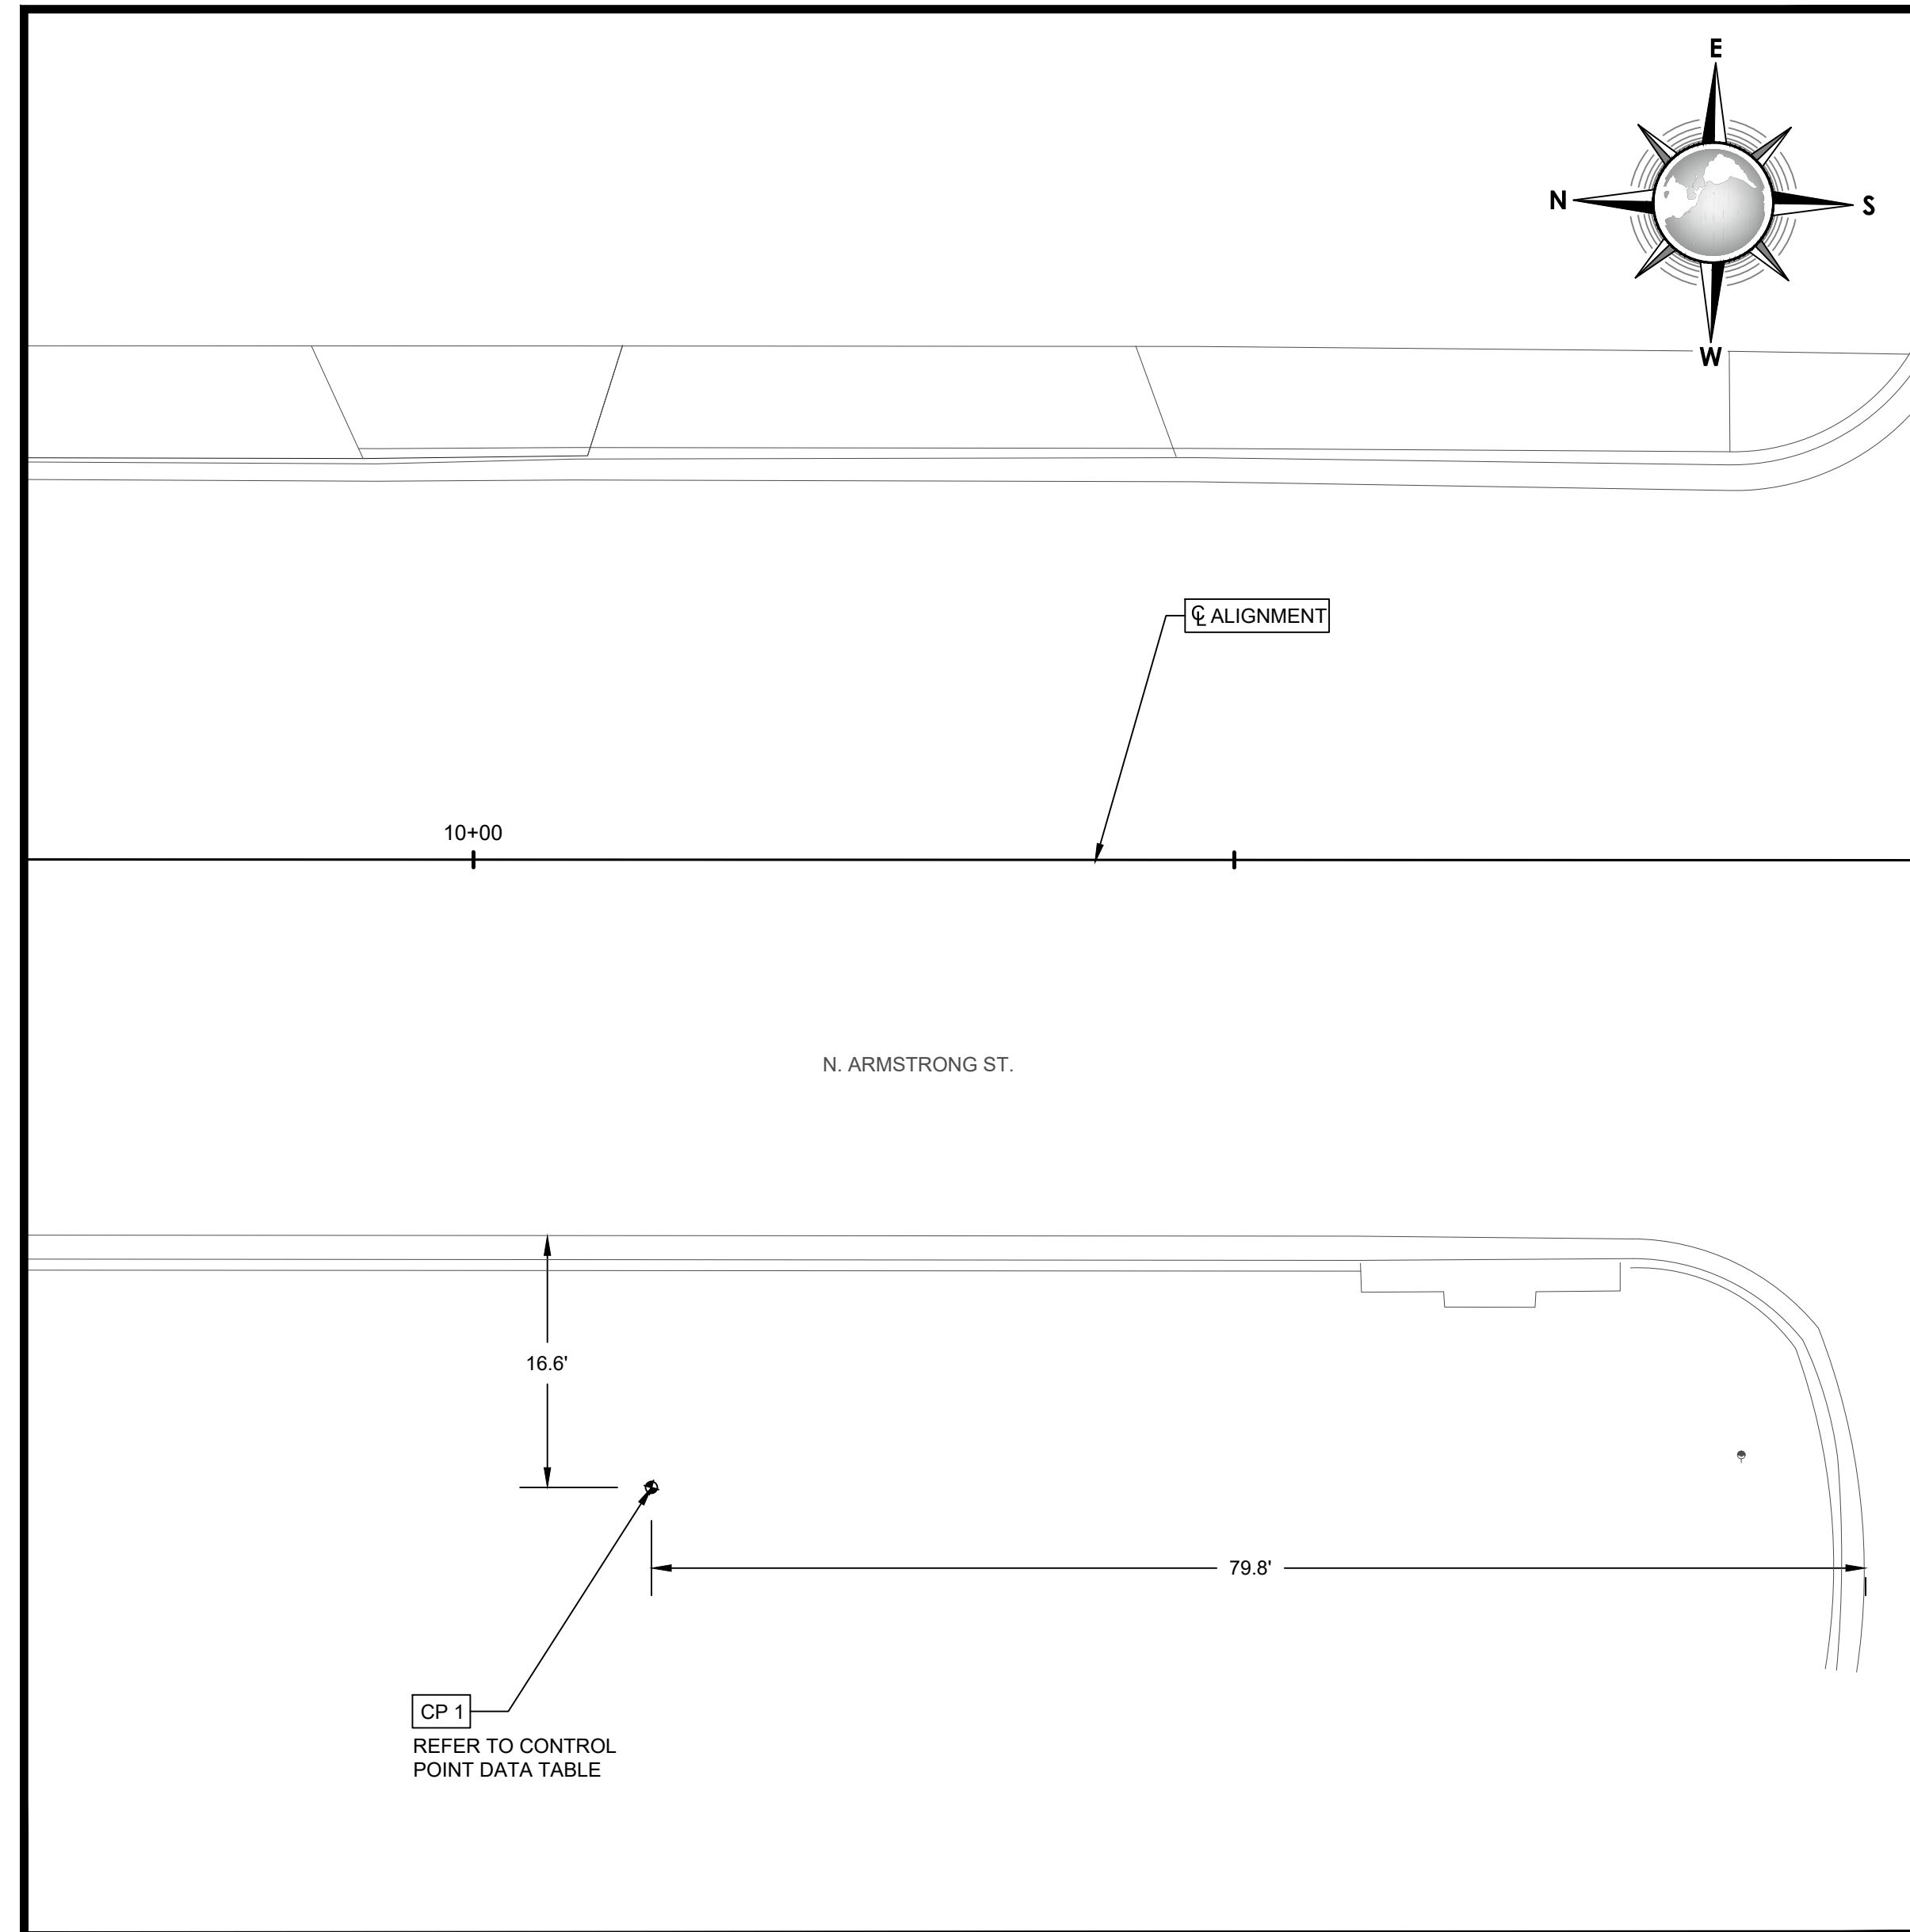 E
N
S
W
℄ ALIGNMENT
10+00
N. ARMSTRONG ST.
16.6'
79.8'
CP 1
REFER TO CONTROL
POINT DATA TABLE